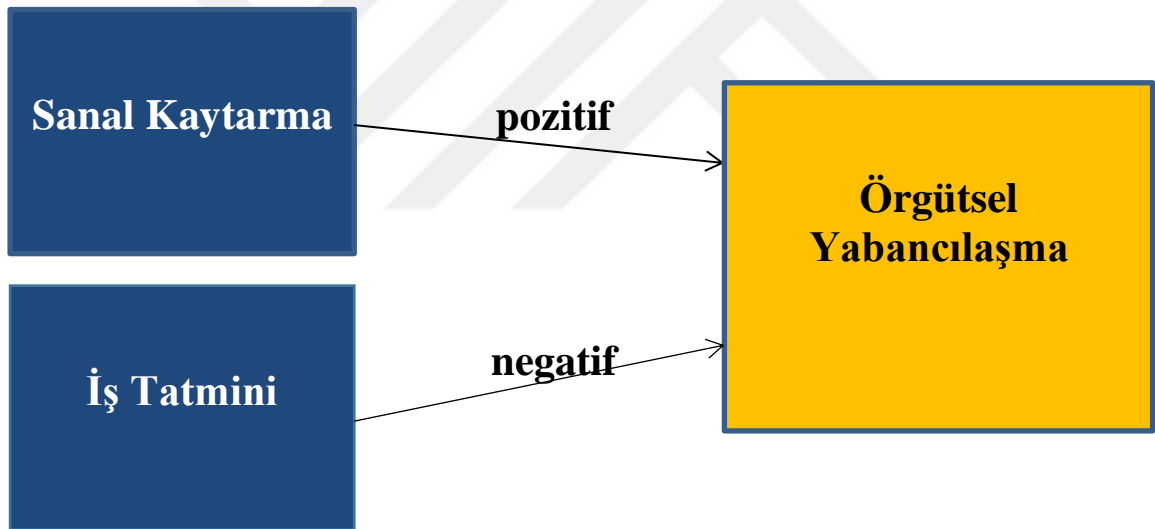 Sanal Kaytarma
pozitif
Örgütsel
Yabancılaşma
negatif
İş Tatmini